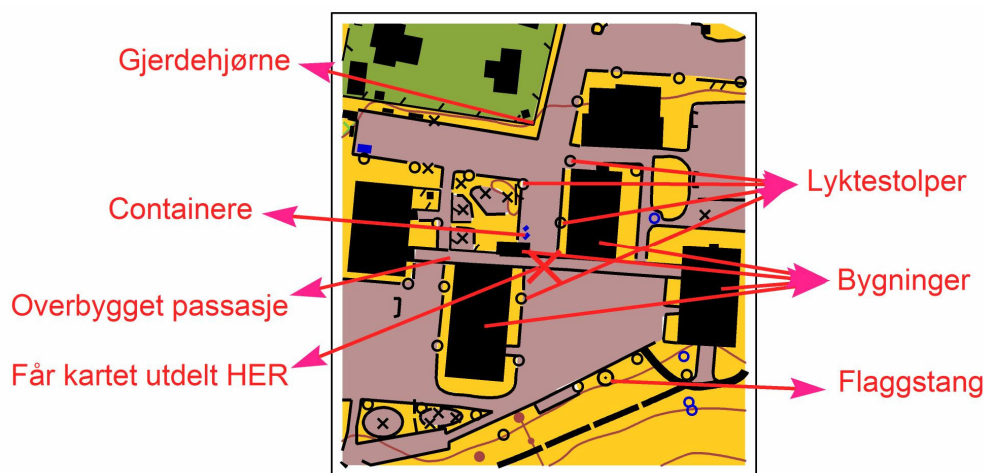 Gjerdehjørne
Lyktestolper
Containere
Bygninger
Overbygget passasje
Får kartet utdelt HER
Flaggstang